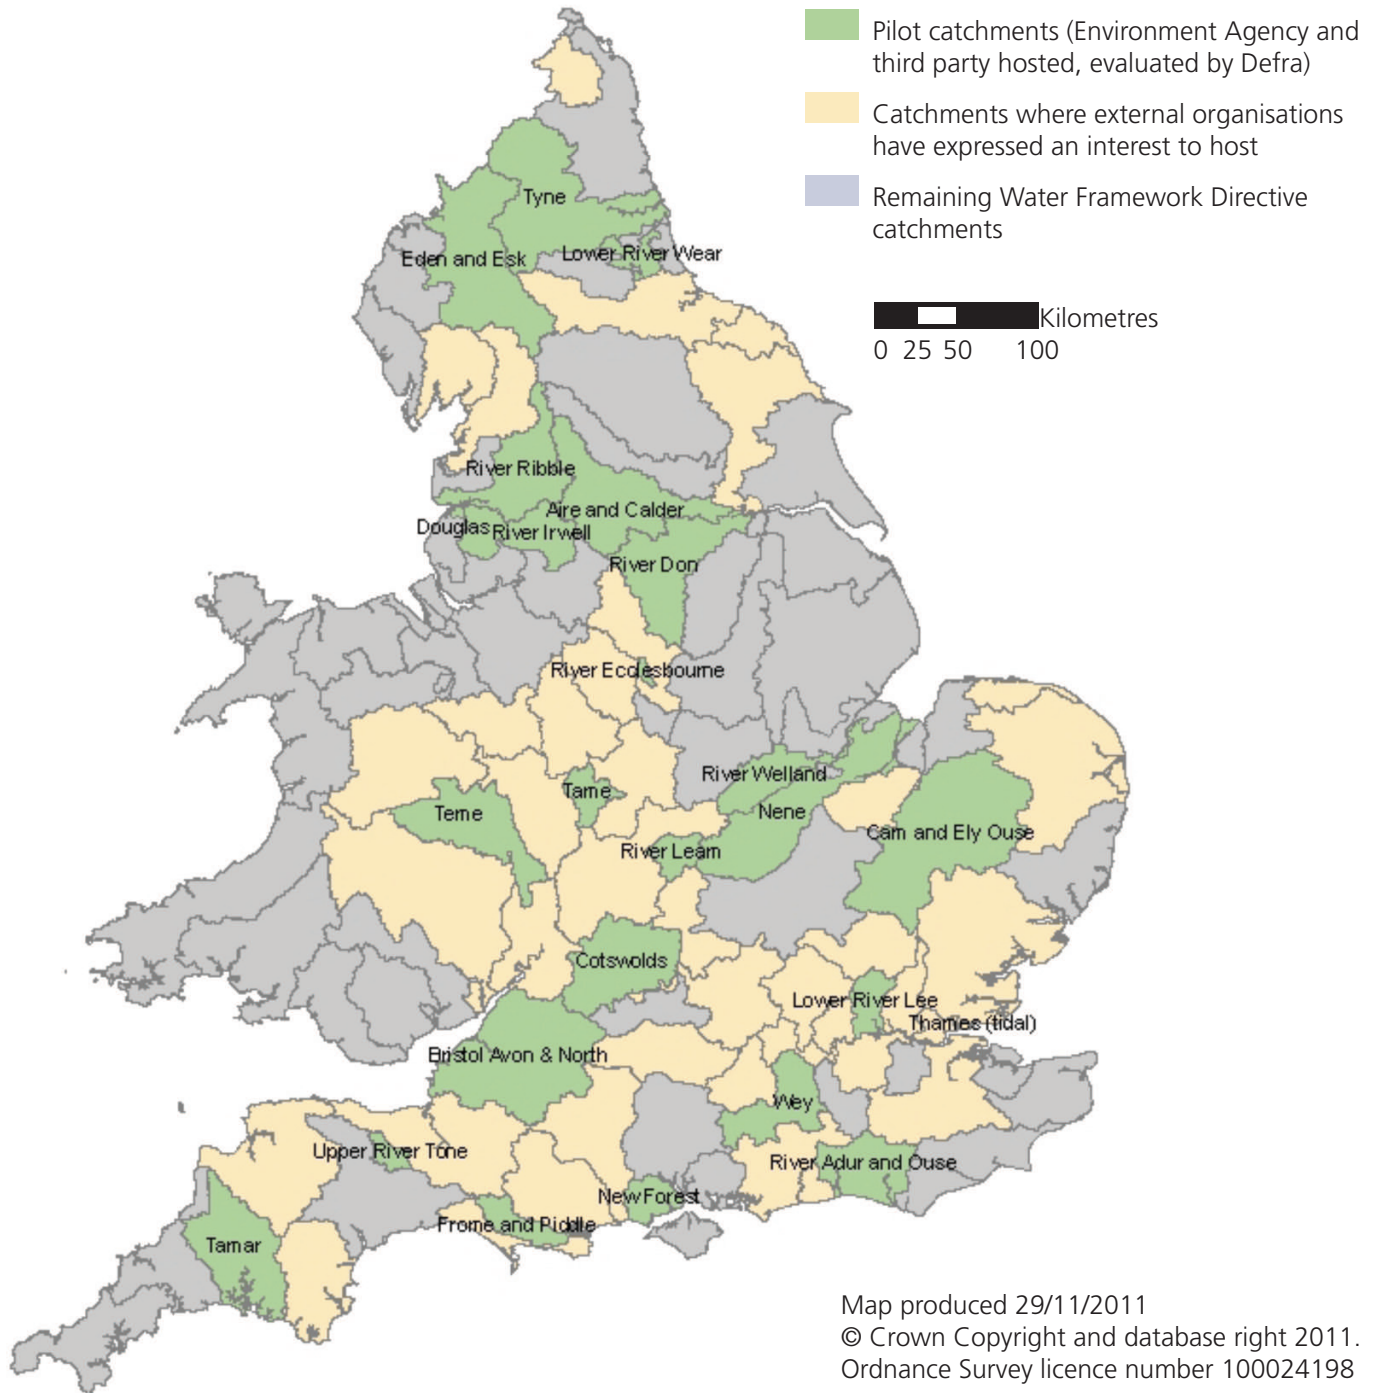 Pilot catchments (Environment Agency and
third party hosted, evaluated by Defra)
Catchments where external organisations
have expressed an interest to host
Remaining Water Framework Directive
catchments
Kilometres
0 25 50 100
Tyne
Eden and Esk
Lower River Wear
River Ribble
Aire and Calder
Douglas
River Irwell
River Don
River Ecclesbourne
River Welland
Tame
Teme
Nene
Cam and Ely Ouse
River Leam
Cotswolds
Lower River Lee
Thames (tidal)
Bristol Avon & North
Wey
Upper River Tone
River Adur and Ouse
New Forest
Frome and Piddle
Tamar
Map produced 29/11/2011
© Crown Copyright and database right 2011.
Ordnance Survey licence number 100024198